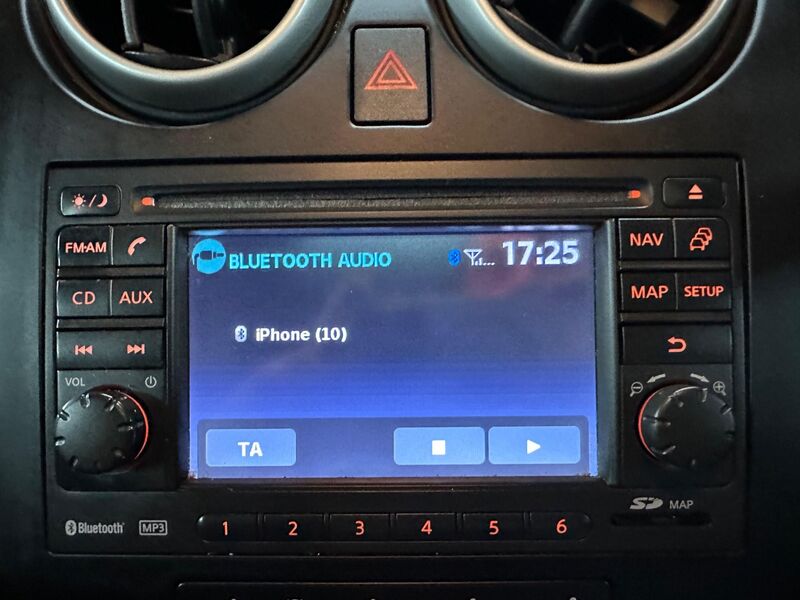 BLUETOOTH AUDIO 17:25
iPhone (10)
TA
FM·AM
CD AUX
VOL
NAV
MAP SETUP
Bluetooth® MP3
1 2 3 4 5 6
SD MAP